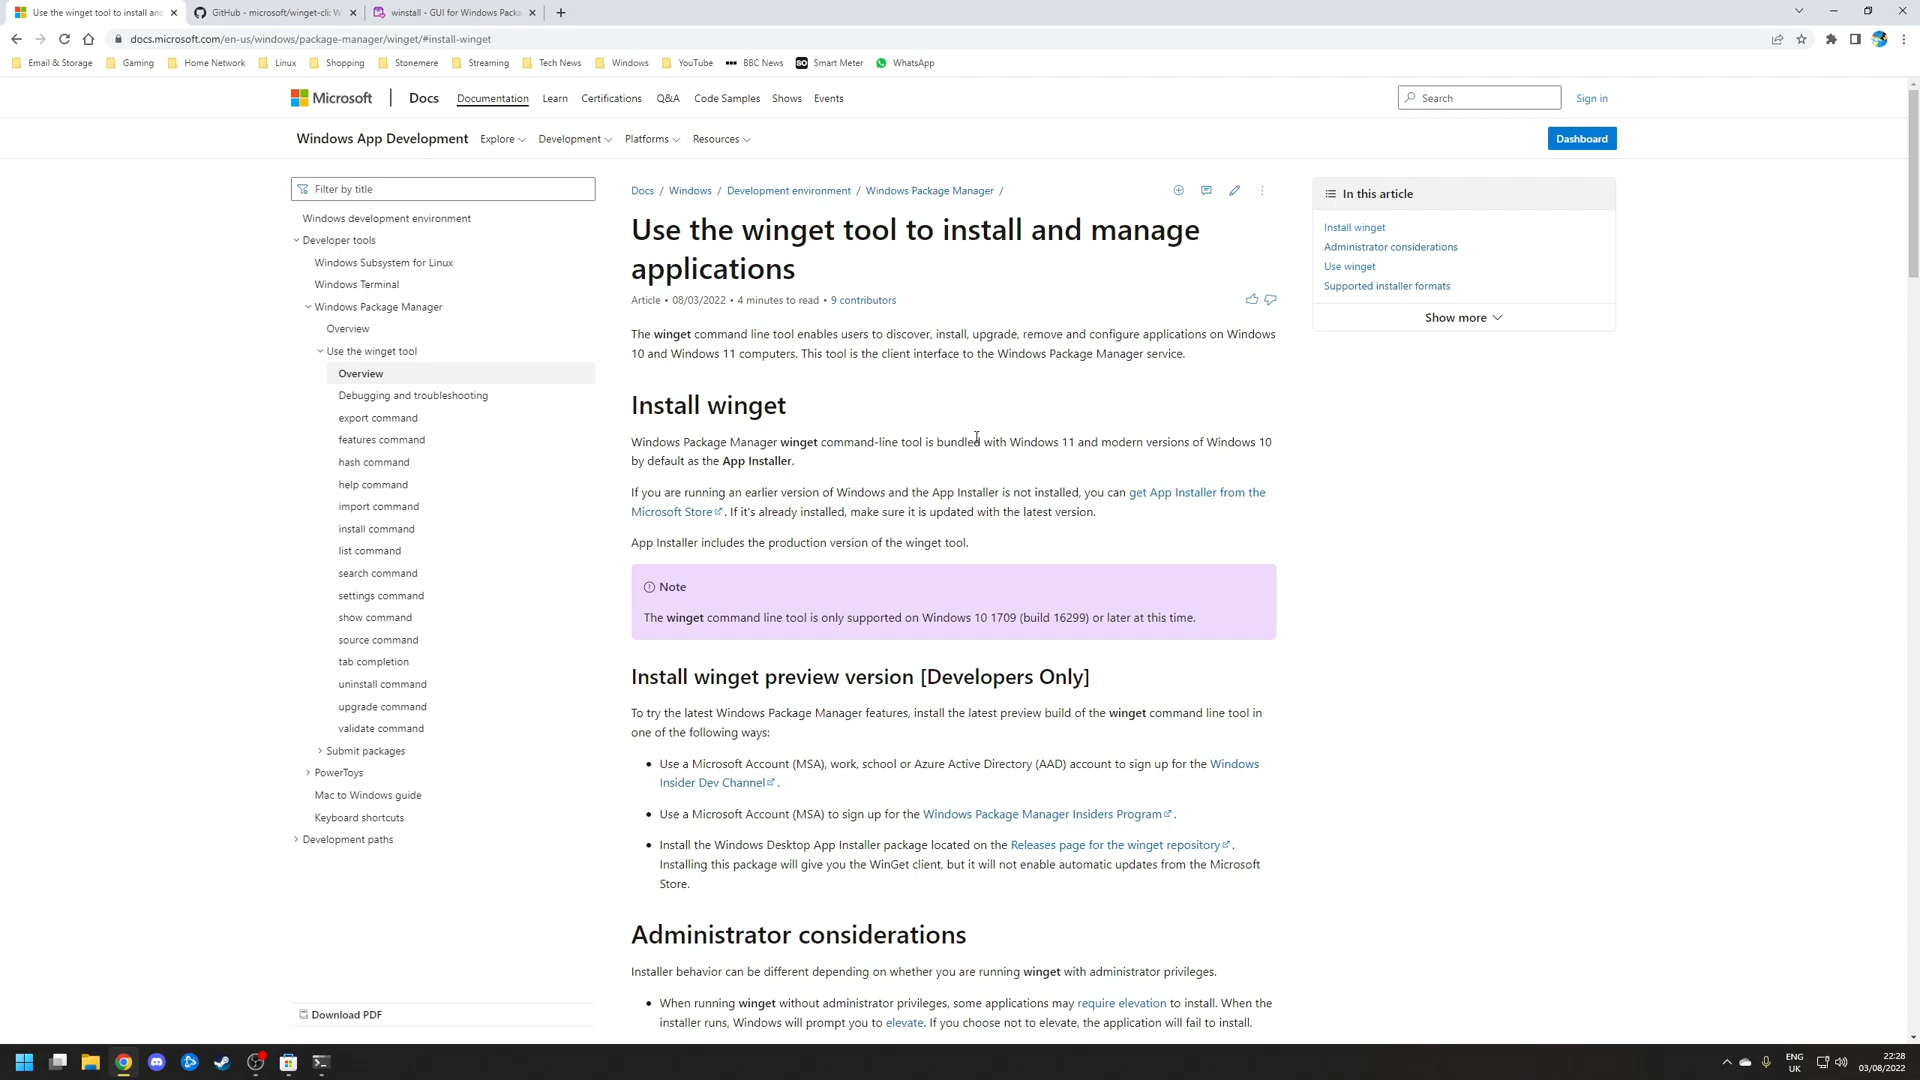 Use the winget tool to install and
GitHub - microsoft/winget-cli: W
winstall - GUI for Windows Packa
docs.microsoft.com/en-us/windows/package-manager/winget/#install-winget
Email & Storage
Gaming
Home Network
Linux
Shopping
Stonemere
Streaming
Tech News
Windows
YouTube
BBC News
SO
Smart Meter
WhatsApp
Microsoft
Docs
Documentation
Learn
Certifications
Q&A
Code Samples
Shows
Events
Search
Sign in
Windows App Development
Explore
Development
Platforms
Resources
Dashboard
Filter by title
Windows development environment
Developer tools
Windows Subsystem for Linux
Windows Terminal
Windows Package Manager
Overview
Use the winget tool
Overview
Debugging and troubleshooting
export command
features command
hash command
help command
import command
install command
list command
search command
settings command
show command
source command
tab completion
uninstall command
upgrade command
validate command
Submit packages
PowerToys
Mac to Windows guide
Keyboard shortcuts
Development paths
Download PDF
Docs / Windows / Development environment / Windows Package Manager /
Use the winget tool to install and manage
applications
Article • 08/03/2022 • 4 minutes to read • 9 contributors
The winget command line tool enables users to discover, install, upgrade, remove and configure applications on Windows
10 and Windows 11 computers. This tool is the client interface to the Windows Package Manager service.
Install winget
Windows Package Manager winget command-line tool is bundled with Windows 11 and modern versions of Windows 10
by default as the App Installer.
If you are running an earlier version of Windows and the App Installer is not installed, you can get App Installer from the
Microsoft Store. If it's already installed, make sure it is updated with the latest version.
App Installer includes the production version of the winget tool.
Note
The winget command line tool is only supported on Windows 10 1709 (build 16299) or later at this time.
Install winget preview version [Developers Only]
To try the latest Windows Package Manager features, install the latest preview build of the winget command line tool in
one of the following ways:
• Use a Microsoft Account (MSA), work, school or Azure Active Directory (AAD) account to sign up for the Windows
Insider Dev Channel.
• Use a Microsoft Account (MSA) to sign up for the Windows Package Manager Insiders Program.
• Install the Windows Desktop App Installer package located on the Releases page for the winget repository.
Installing this package will give you the WinGet client, but it will not enable automatic updates from the Microsoft
Store.
Administrator considerations
Installer behavior can be different depending on whether you are running winget with administrator privileges.
• When running winget without administrator privileges, some applications may require elevation to install. When the
installer runs, Windows will prompt you to elevate. If you choose not to elevate, the application will fail to install.
In this article
Install winget
Administrator considerations
Use winget
Supported installer formats
Show more
ENG
UK
22:28
03/08/2022